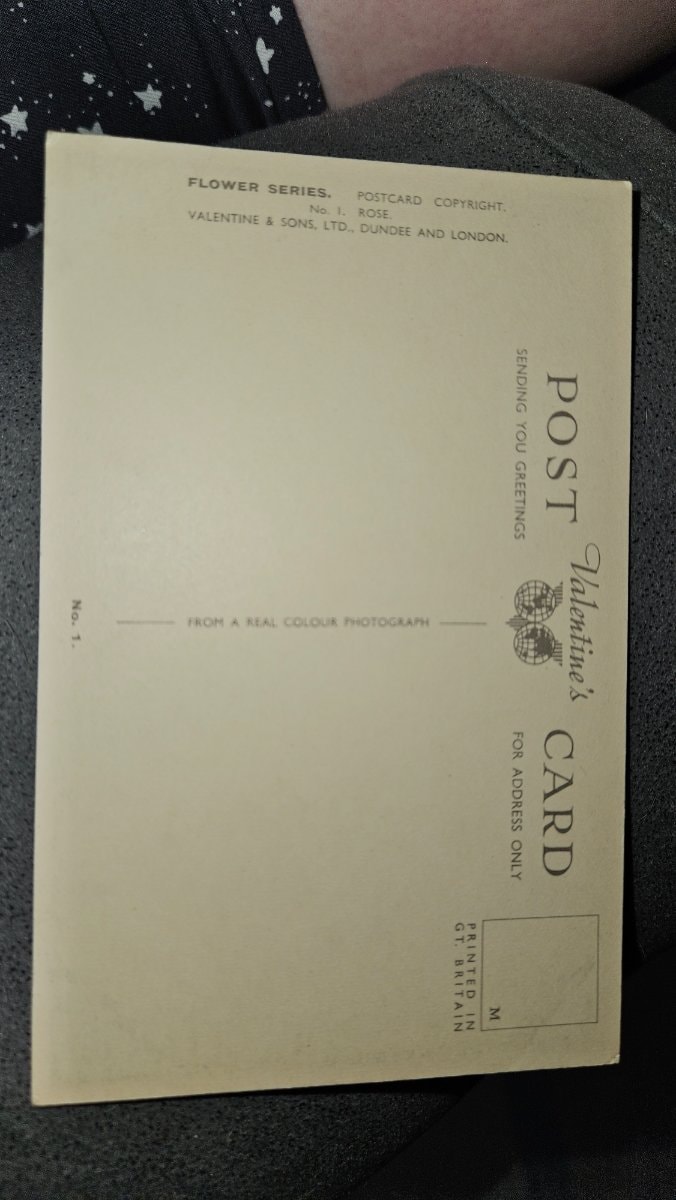 FLOWER SERIES. POSTCARD COPYRIGHT.
No. 1. ROSE.
VALENTINE & SONS, LTD., DUNDEE AND LONDON.
Valentine's
POST CARD
SENDING YOU GREETINGS
FOR ADDRESS ONLY
M
PRINTED IN
GT. BRITAIN
FROM A REAL COLOUR PHOTOGRAPH
No. 1.